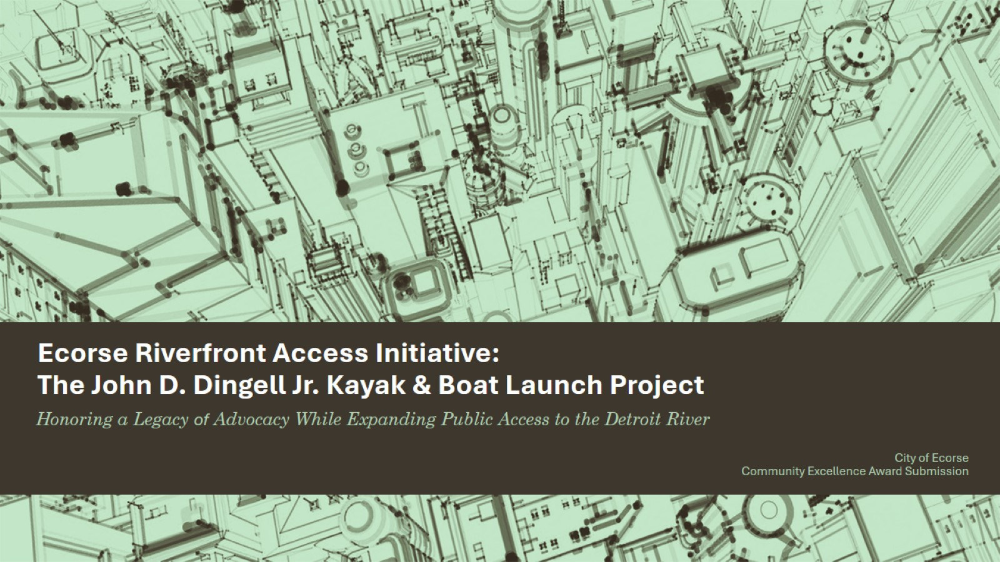 Ecorse Riverfront Access Initiative:
The John D. Dingell Jr. Kayak & Boat Launch Project
Honoring a Legacy of Advocacy While Expanding Public Access to the Detroit River
City of Ecorse
Community Excellence Award Submission